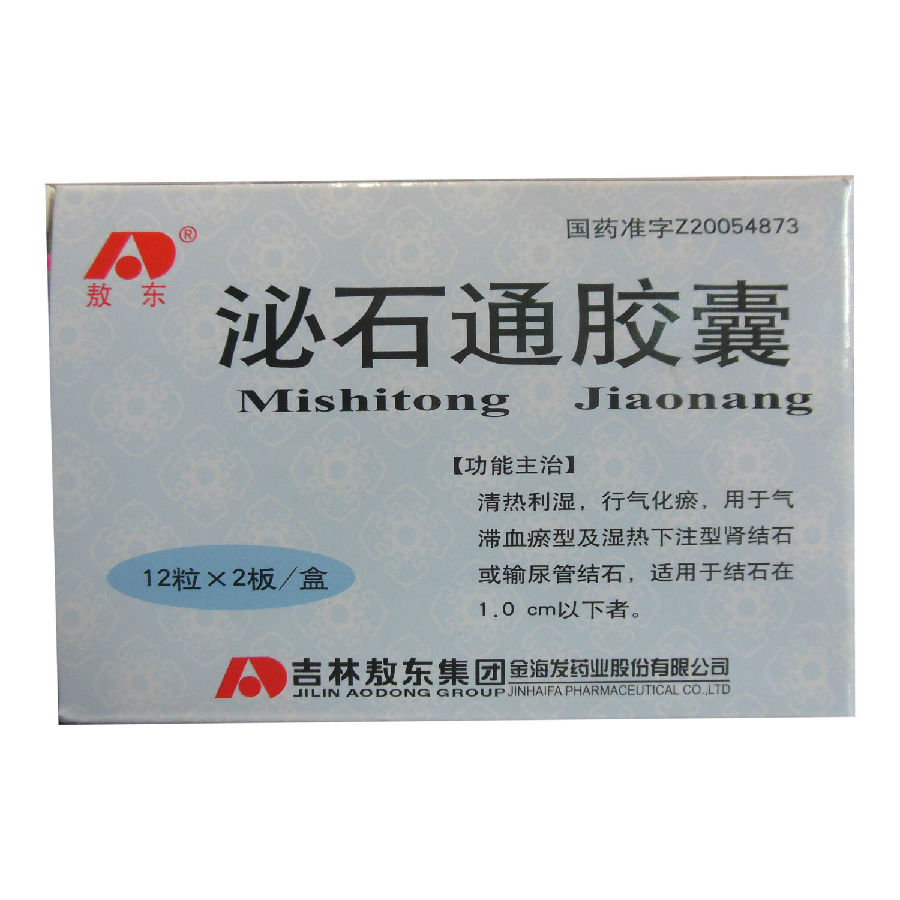 敖东®
国药准字Z20054873
泌石通胶囊
Mishitong Jiaonang
【功能主治】
清热利湿，行气化瘀，用于气
滞血瘀型及湿热下注型肾结石
或输尿管结石，适用于结石在
1.0 cm以下者。
12粒×2板／盒
吉林敖东集团 金海发药业股份有限公司
JILIN AODONG GROUP JINHAIFA PHARMACEUTICAL CO.,LTD